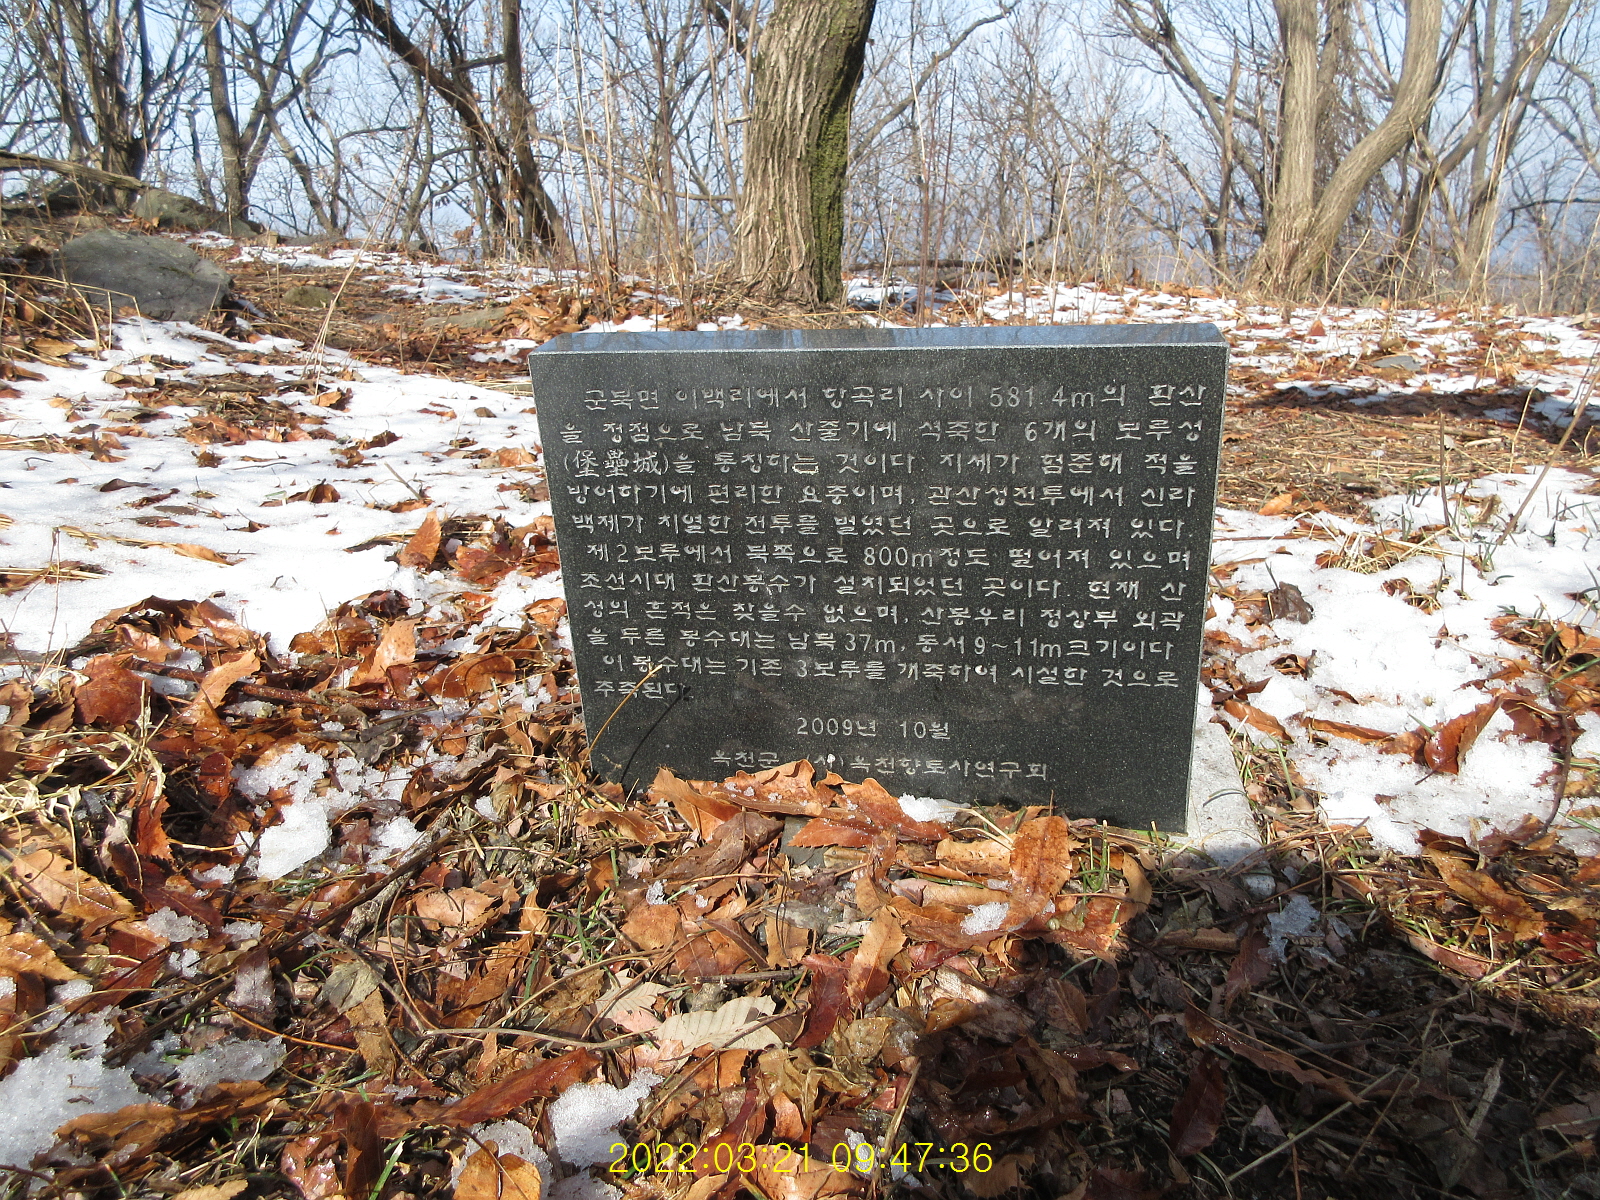 군북면 이백리에서 항곡리 사이 581.4m의 환산
을 정점으로 남북 산줄기에 석축한 6개의 보루성
(堡壘城)을 통칭하는 것이다. 지세가 험준해 적을
방어하기에 편리한 요충이며, 관산성전투에서 신라
백제가 치열한 전투를 벌였던 곳으로 알려져 있다.
제2보루에서 북쪽으로 800m정도 떨어져 있으며
조선시대 환산봉수가 설치되었던 곳이다. 현재 산
성의 흔적은 찾을수 없으며, 산봉우리 정상부 외곽
을 두른 봉수대는 남북 37m, 동서 9~11m크기이다
이 봉수대는 기존 3보루를 개축하여 시설한 것으로
추측된다.
2009년 10월
옥천군 (사)옥천향토사연구회
2022:03:21 09:47:36